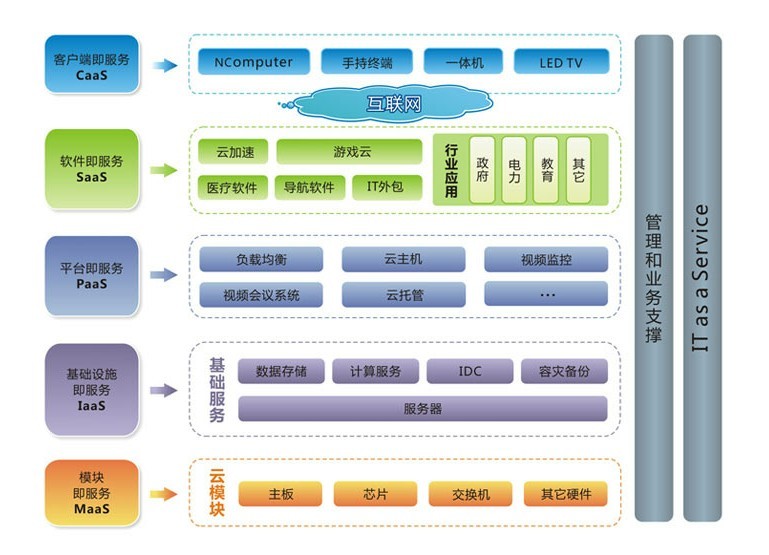 客户端即服务
CaaS
NComputer
手持终端
一体机
LED TV
互联网
软件即服务
SaaS
云加速
游戏云
医疗软件
导航软件
IT外包
行业应用
政府
电力
教育
其它
平台即服务
PaaS
负载均衡
云主机
视频监控
视频会议系统
云托管
...
基础设施
即服务
IaaS
基础服务
数据存储
计算服务
IDC
容灾备份
服务器
模块
即服务
MaaS
云模块
主板
芯片
交换机
其它硬件
管理和业务支撑
IT as a Service